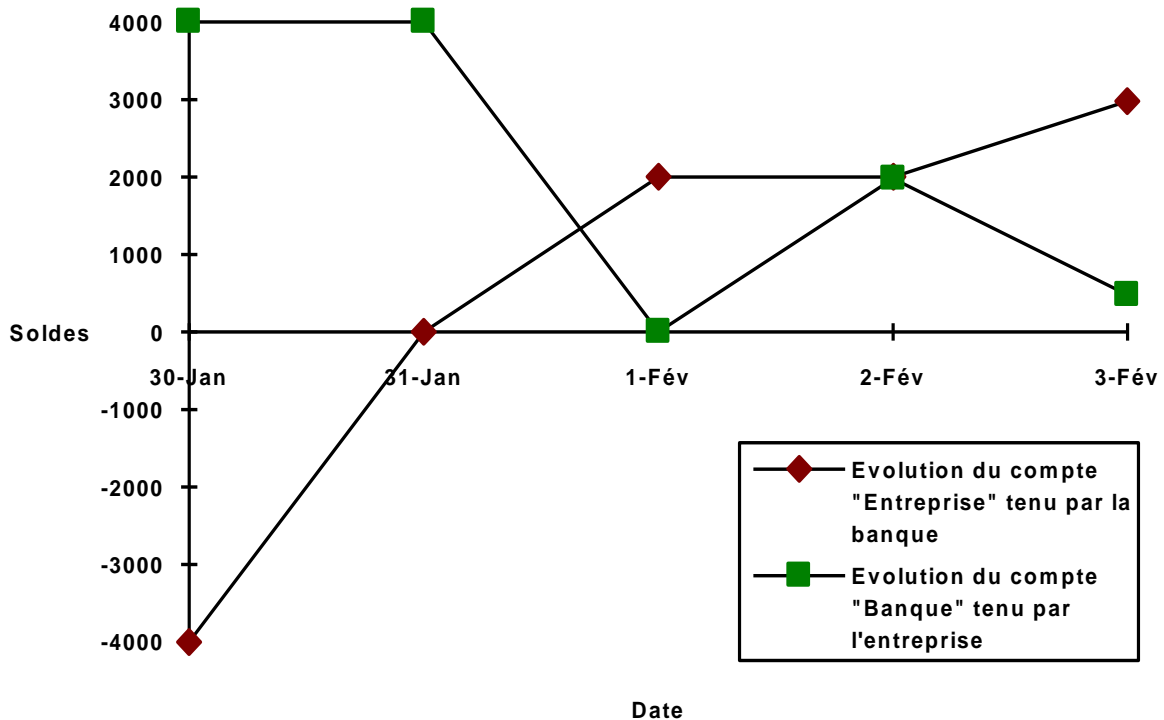 4000
3000
2000
1000
Soldes
0
30-Jan
31-Jan
1-Fév
2-Fév
3-Fév
-1000
-2000
-3000
-4000
Evolution du compte
"Entreprise" tenu par la
banque
Evolution du compte
"Banque" tenu par
l'entreprise
Date